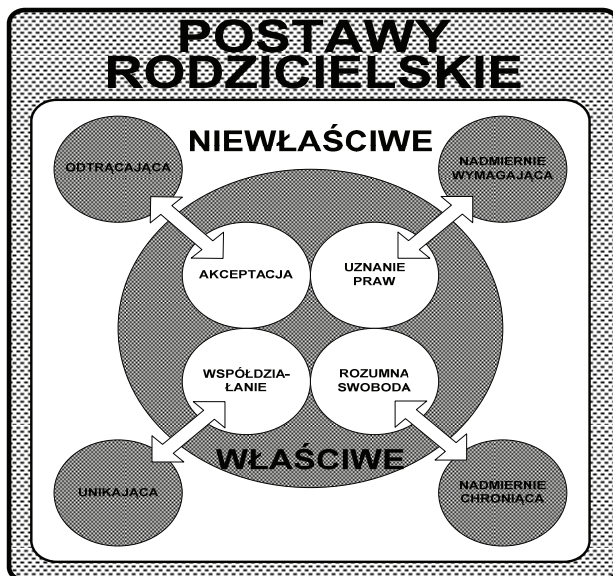 POSTAWY
RODZICIELSKIE
NIEWŁAŚCIWE
ODTRĄCAJĄCA
NADMIERNIE
WYMAGAJĄCA
AKCEPTACJA
UZNANIE
PRAW
WSPÓŁDZIA-
ŁANIE
ROZUMNA
SWOBODA
WŁAŚCIWE
UNIKAJĄCA
NADMIERNIE
CHRONIĄCA